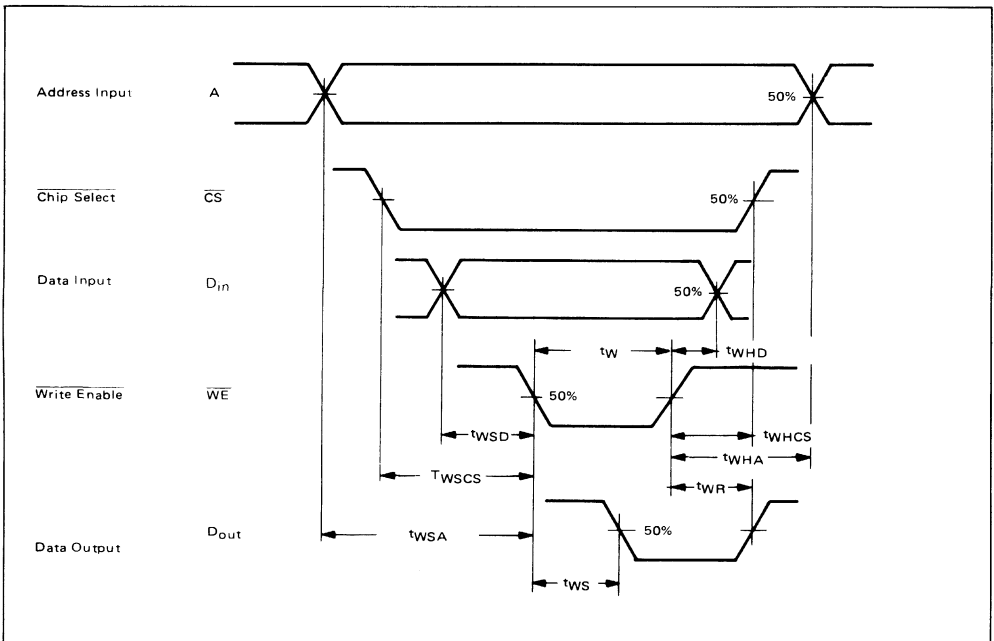 Address Input A 50%
Chip Select CS 50%
Data Input Din 50%
tW tWHD
Write Enable WE 50%
tWSD tWHCS
tWHA
TWSCS tWR
Data Output Dout tWSA 50%
tWS